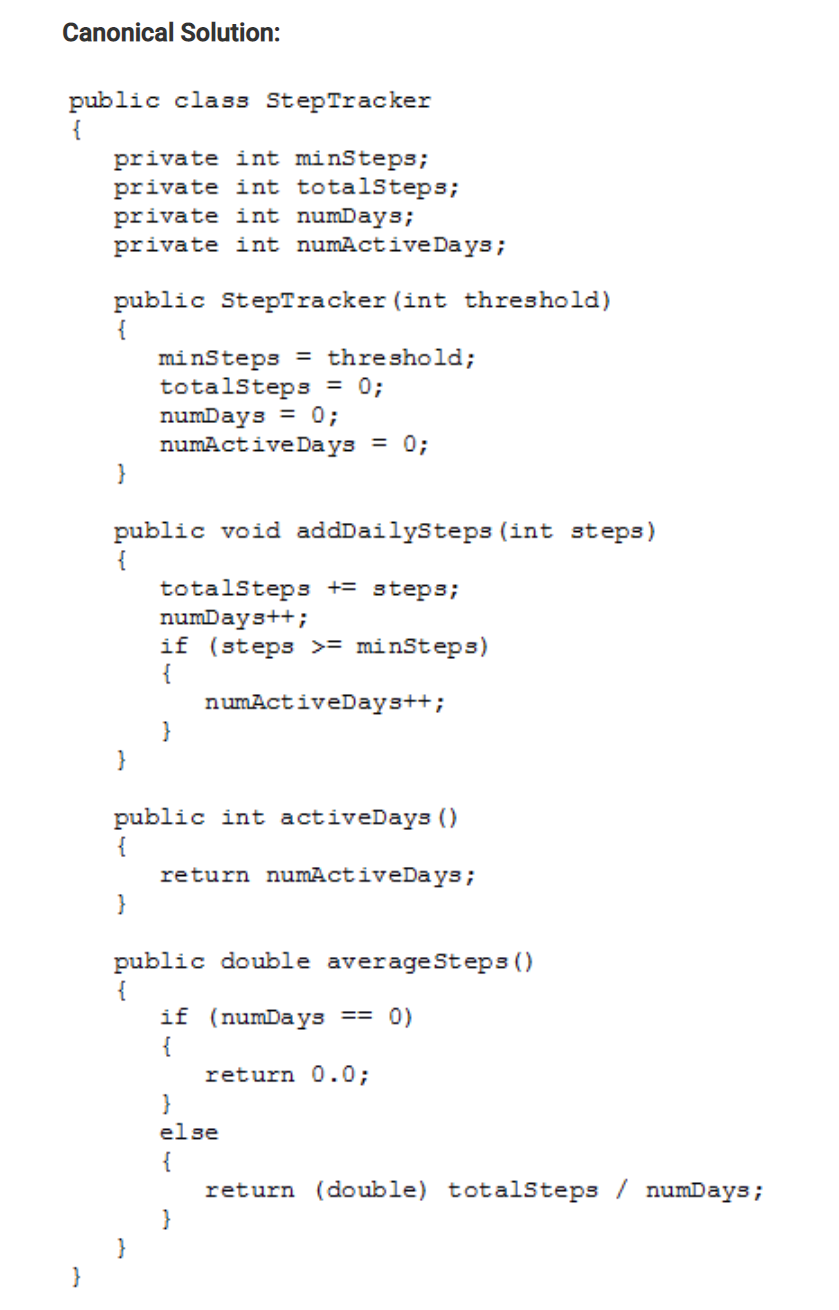 Canonical Solution:
public class StepTracker
{
private int minSteps;
private int totalSteps;
private int numDays;
private int numActiveDays;
public StepTracker(int threshold)
{
minSteps = threshold;
totalSteps = 0;
numDays = 0;
numActiveDays = 0;
}
public void addDailySteps(int steps)
{
totalSteps += steps;
numDays++;
if (steps >= minSteps)
{
numActiveDays++;
}
}
public int activeDays()
{
return numActiveDays;
}
public double averageSteps()
{
if (numDays == 0)
{
return 0.0;
}
else
{
return (double) totalSteps / numDays;
}
}
}